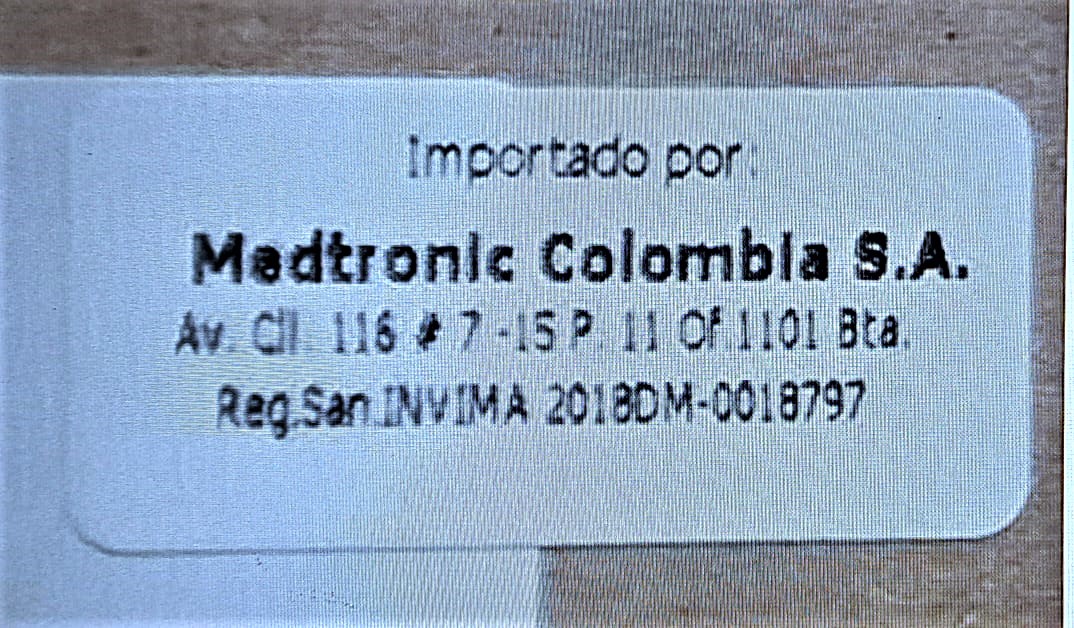 Importado por:
Medtronic Colombia S.A.
Av. Cll. 116 # 7 -15 P. 11 Of.1101 Bta.
Reg.San.INVIMA 2018DM-0018797